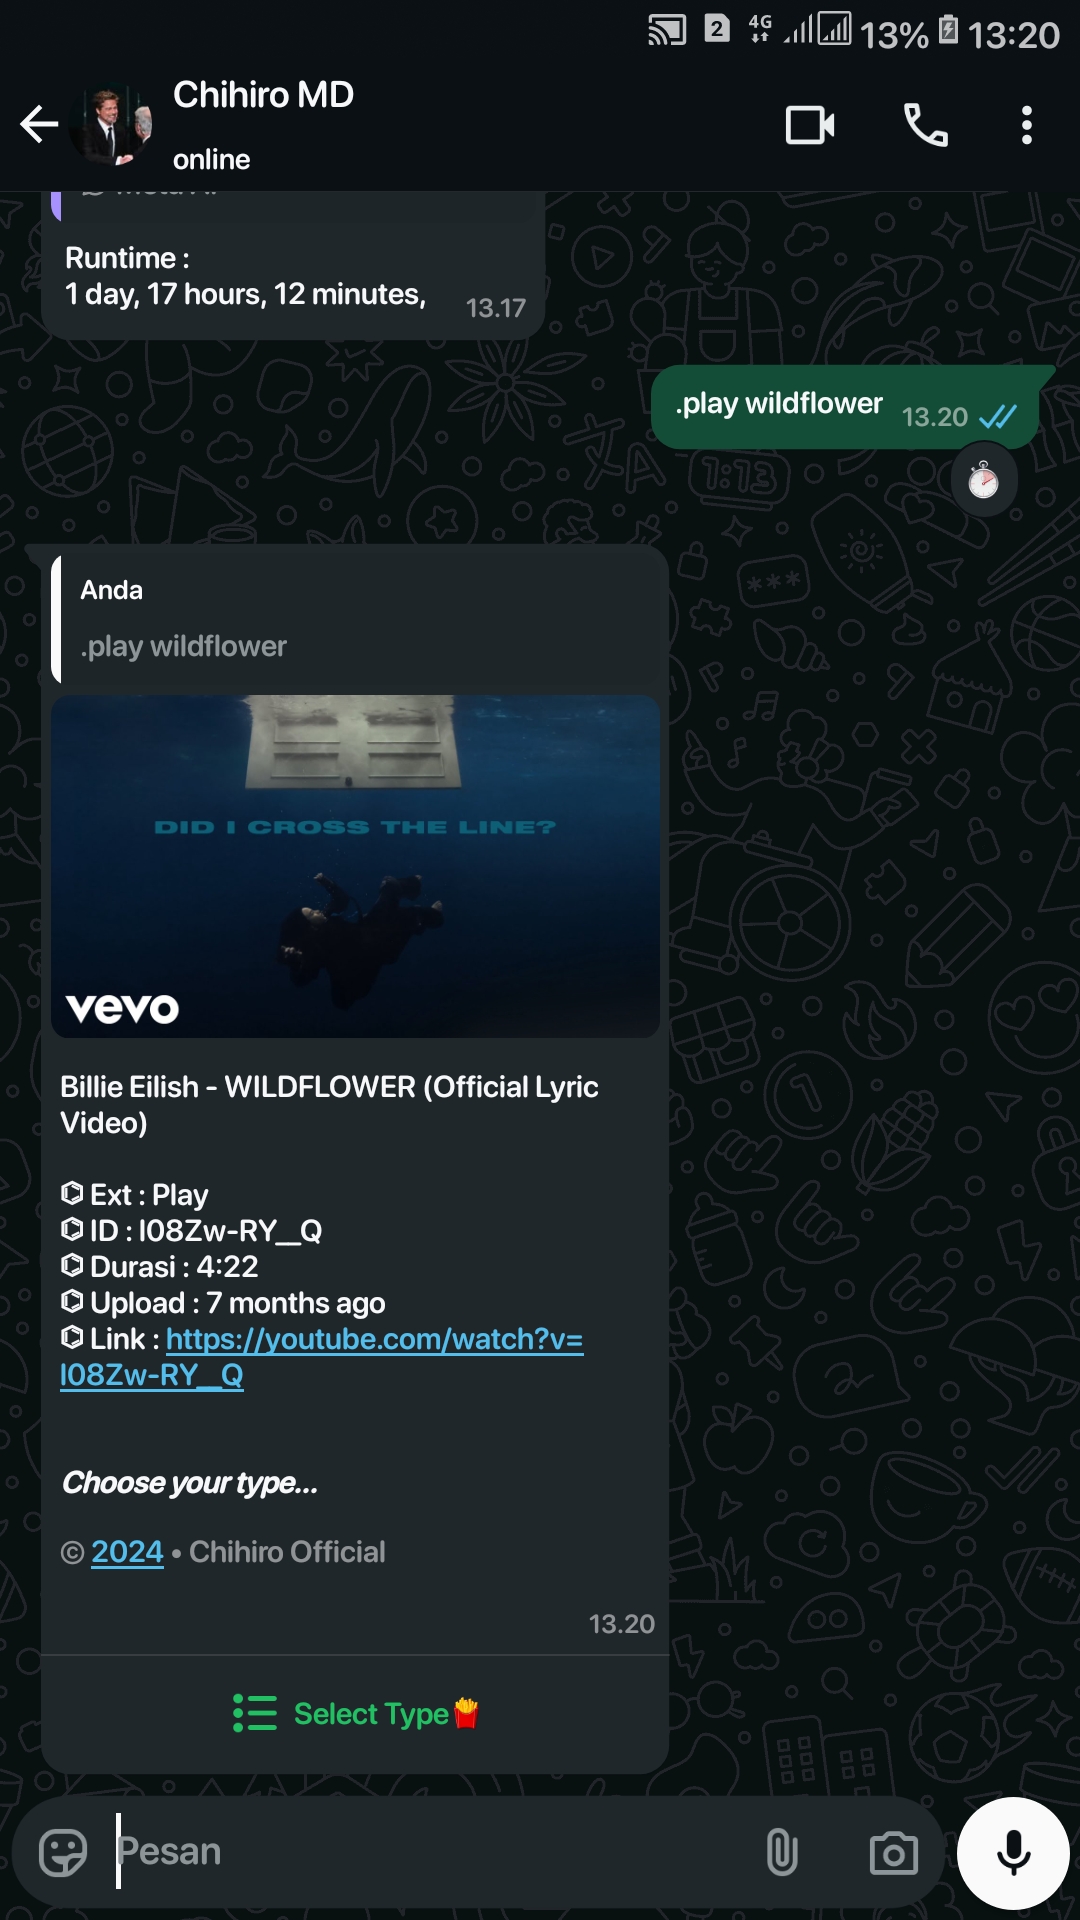 2 4G 13% 13:20
Chihiro MD
online
Runtime :
1 day, 17 hours, 12 minutes,
13.17
.play wildflower 13.20
Anda
.play wildflower
DID I CROSS THE LINE?
vevo
Billie Eilish - WILDFLOWER (Official Lyric
Video)
⌬ Ext : Play
⌬ ID : l08Zw-RY__Q
⌬ Durasi : 4:22
⌬ Upload : 7 months ago
⌬ Link : https://youtube.com/watch?v=
l08Zw-RY__Q
Choose your type...
© 2024 • Chihiro Official
13.20
Select Type🍟
Pesan